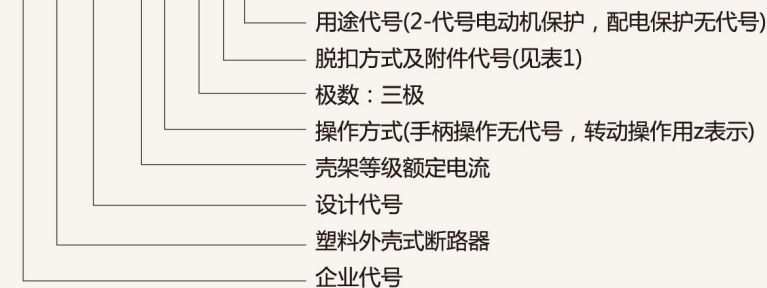 用途代号(2-代号电动机保护，配电保护无代号)
脱扣方式及附件代号(见表1)
极数：三极
操作方式(手柄操作无代号，转动操作用z表示)
壳架等级额定电流
设计代号
塑料外壳式断路器
企业代号